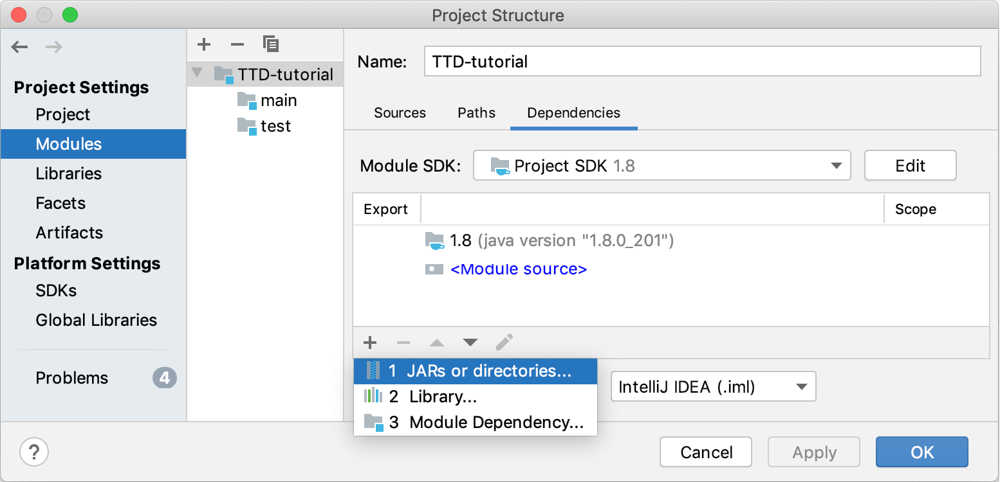 Project Structure
Project Settings
Project
Modules
Libraries
Facets
Artifacts
Platform Settings
SDKs
Global Libraries
Problems 4
TTD-tutorial
main
test
Name: TTD-tutorial
Sources Paths Dependencies
Module SDK: Project SDK 1.8 Edit
Export Scope
1.8 (java version "1.8.0_201")
<Module source>
1 JARs or directories...
2 Library...
3 Module Dependency...
IntelliJ IDEA (.iml)
? Cancel Apply OK